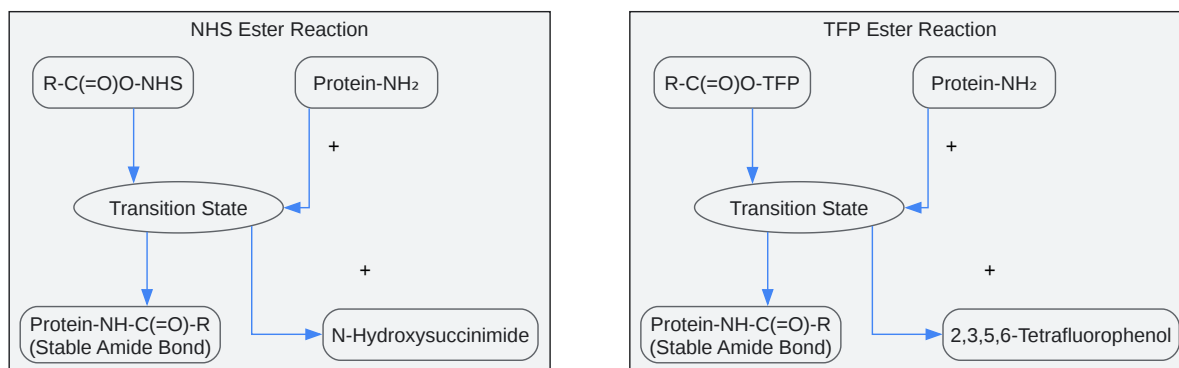 NHS Ester Reaction
R-C(=O)O-NHS
Protein-NH₂
+
Transition State
+
Protein-NH-C(=O)-R
(Stable Amide Bond)
N-Hydroxysuccinimide
TFP Ester Reaction
R-C(=O)O-TFP
Protein-NH₂
+
Transition State
+
Protein-NH-C(=O)-R
(Stable Amide Bond)
2,3,5,6-Tetrafluorophenol